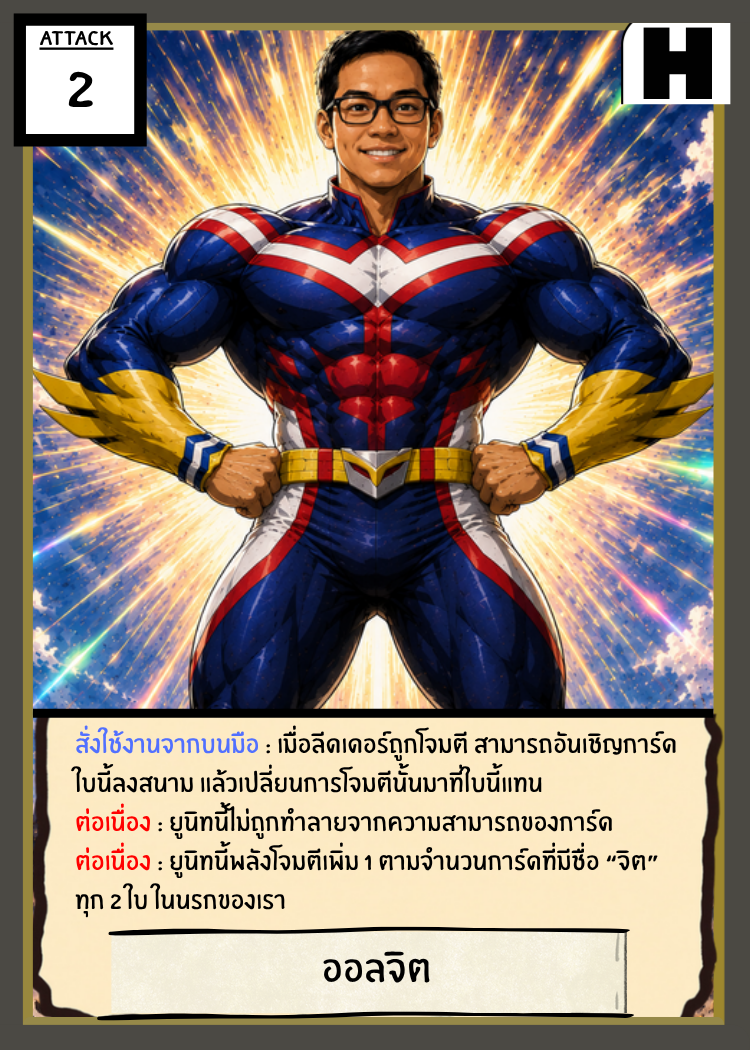 ATTACK
2
H
สั่งใช้งานจากบนมือ : เมื่อลีดเดอร์ถูกโจมตี สามารถอันเชิญการ์ด
ใบนี้ลงสนาม แล้วเปลี่ยนการโจมตีนั้นมาที่ใบนี้แทน
ต่อเนื่อง : ยูนิทนี้ไม่ถูกทำลายจากความสามารถของการ์ด
ต่อเนื่อง : ยูนิทนี้พลังโจมตีเพิ่ม 1 ตามจำนวนการ์ดที่มีชื่อ “จิต”
ทุก 2 ใบ ในนรกของเรา
ออลจิต